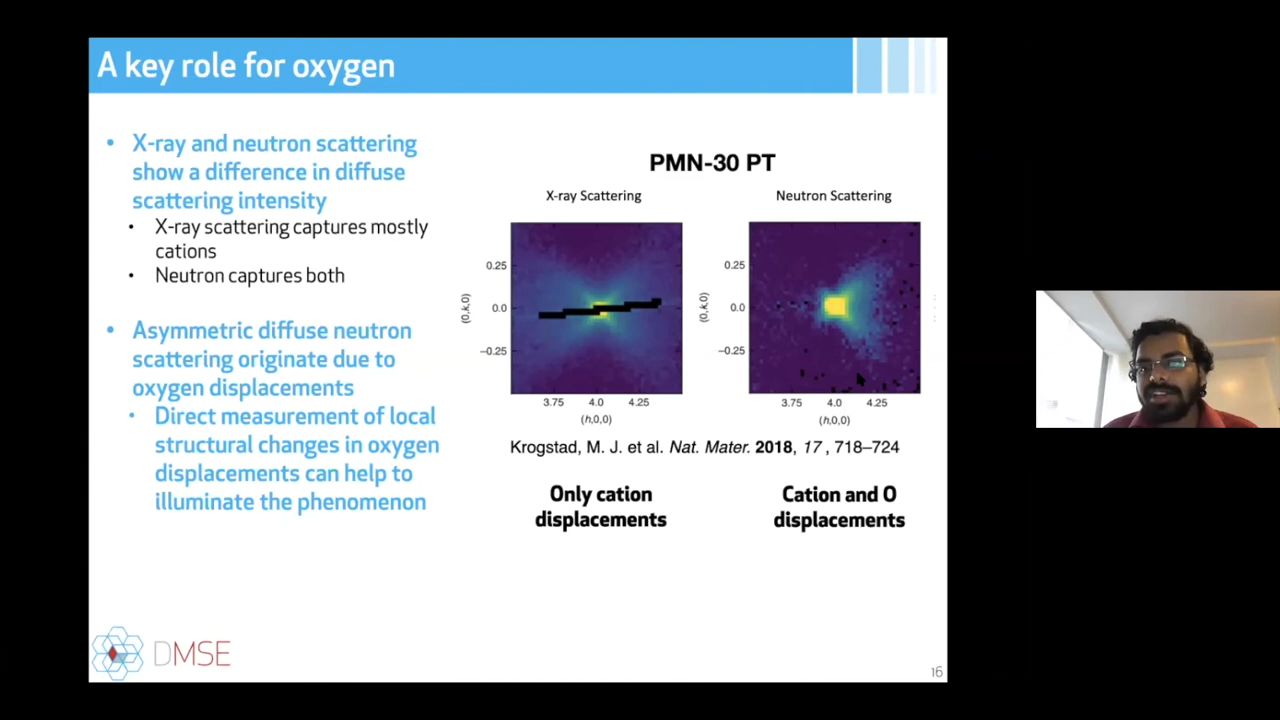 A key role for oxygen
• X-ray and neutron scattering
show a difference in diffuse
scattering intensity
• X-ray scattering captures mostly
cations
• Neutron captures both
• Asymmetric diffuse neutron
scattering originate due to
oxygen displacements
• Direct measurement of local
structural changes in oxygen
displacements can help to
illuminate the phenomenon
PMN-30 PT
X-ray Scattering
(0,k,0)
0.25
0.0
−0.25
3.75 4.0 4.25
(h,0,0)
Neutron Scattering
(0,k,0)
0.25
0.0
−0.25
3.75 4.0 4.25
(h,0,0)
Krogstad, M. J. et al. Nat. Mater. 2018, 17 , 718–724
Only cation
displacements
Cation and O
displacements
DMSE
16